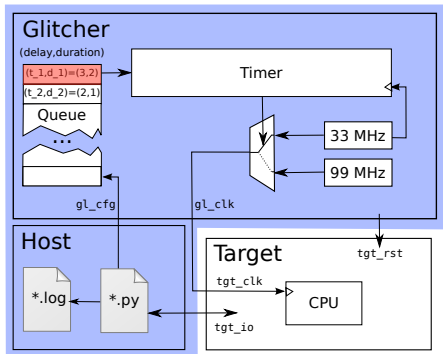 Glitcher
(delay,duration)
(t_1,d_1)=(3,2)
(t_2,d_2)=(2,1)
Queue
...
Timer
33 MHz
99 MHz
gl_cfg
gl_clk
tgt_rst
Host
*.log
*.py
Target
tgt_clk
CPU
tgt_io